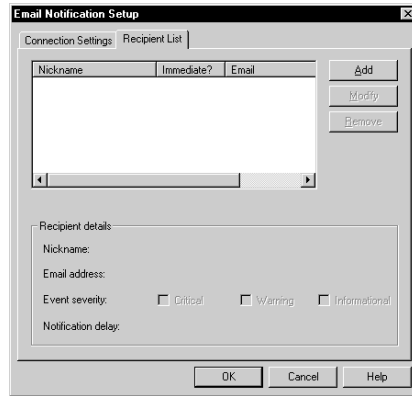 Email Notification Setup
Connection Settings Recipient List
Nickname Immediate? Email
Add
Modify
Remove
Recipient details
Nickname:
Email address:
Event severity: Critical Warning Informational
Notification delay:
OK Cancel Help